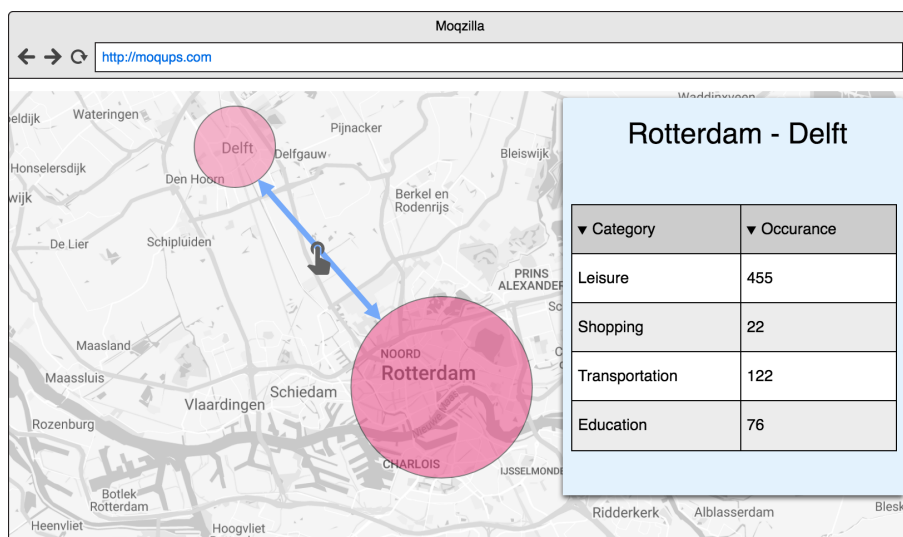 Moqzilla
http://moqups.com
Waddinxveen
Wateringen
Pijnacker
Delft
Delfgauw
Bleiswijk
Honselersdijk
Den Hoorn
Berkel en
Rodenrijs
De Lier
Schipluiden
PRINS
ALEXANDER
Maasland
NOORD
Rotterdam
Maassluis
Schiedam
Vlaardingen
Rozenburg
CHARLOIS
IJSSELMONDE
Botlek
Rotterdam
Ridderkerk
Alblasserdam
Heenvliet
Hoogvliet
Rotterdam - Delft
▼ Category ▼ Occurance
Leisure 455
Shopping 22
Transportation 122
Education 76